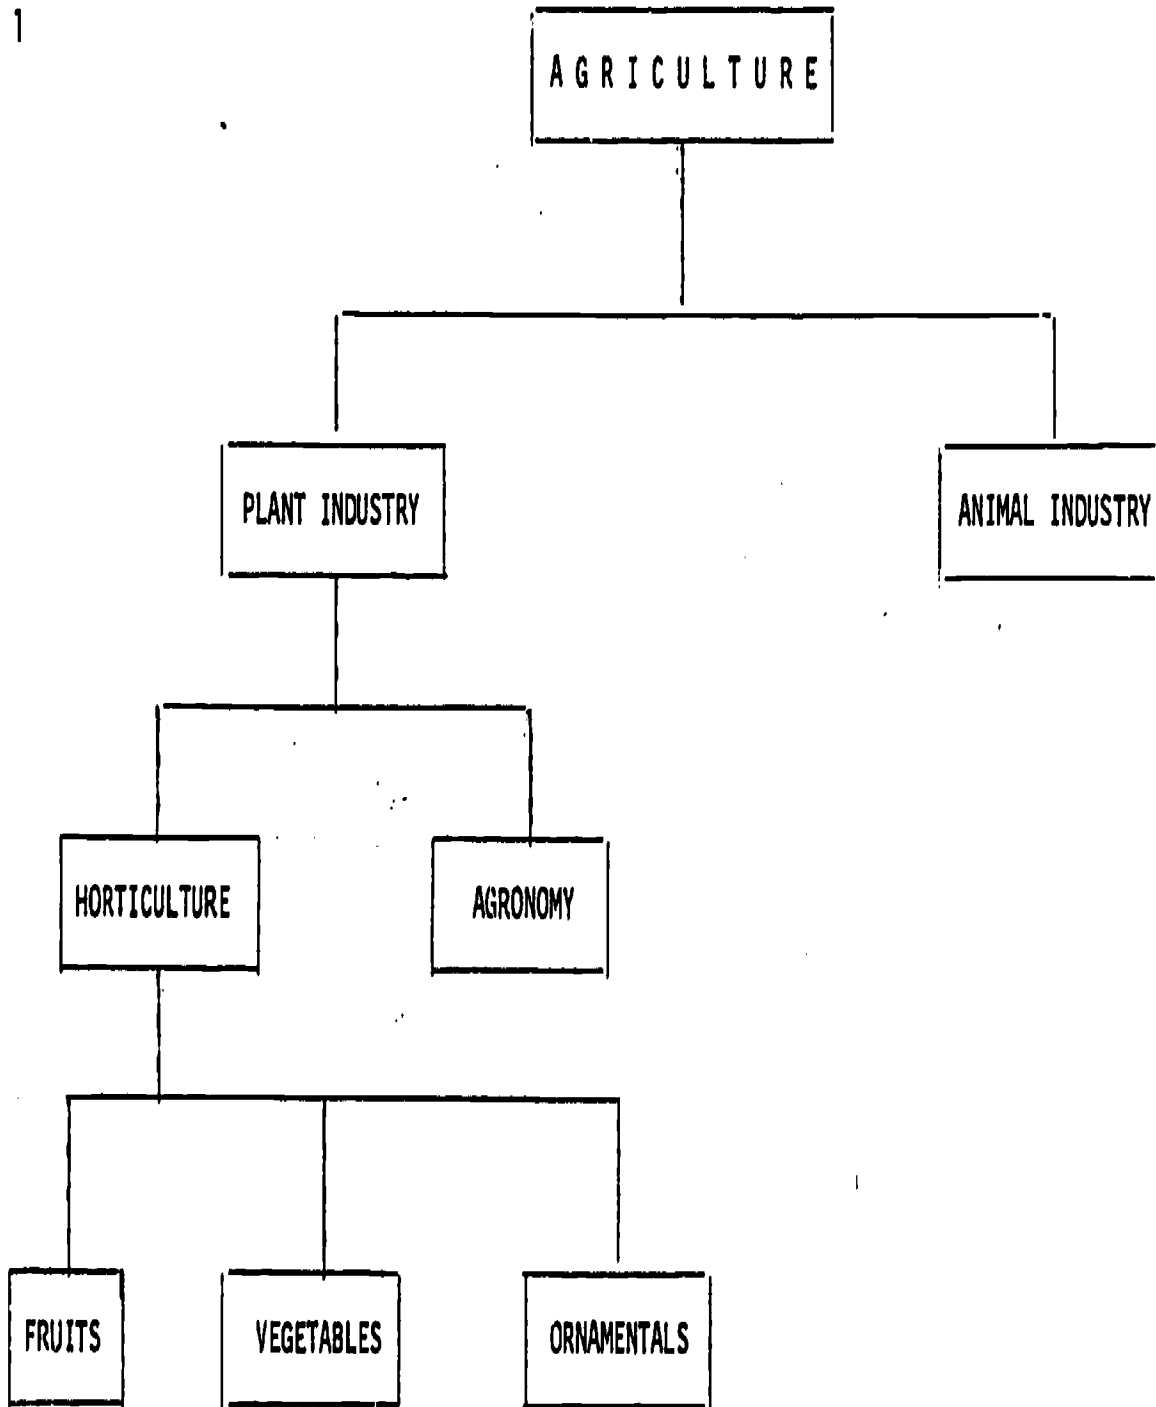 1
A G R I C U L T U R E
PLANT INDUSTRY
ANIMAL INDUSTRY
HORTICULTURE
AGRONOMY
FRUITS
VEGETABLES
ORNAMENTALS